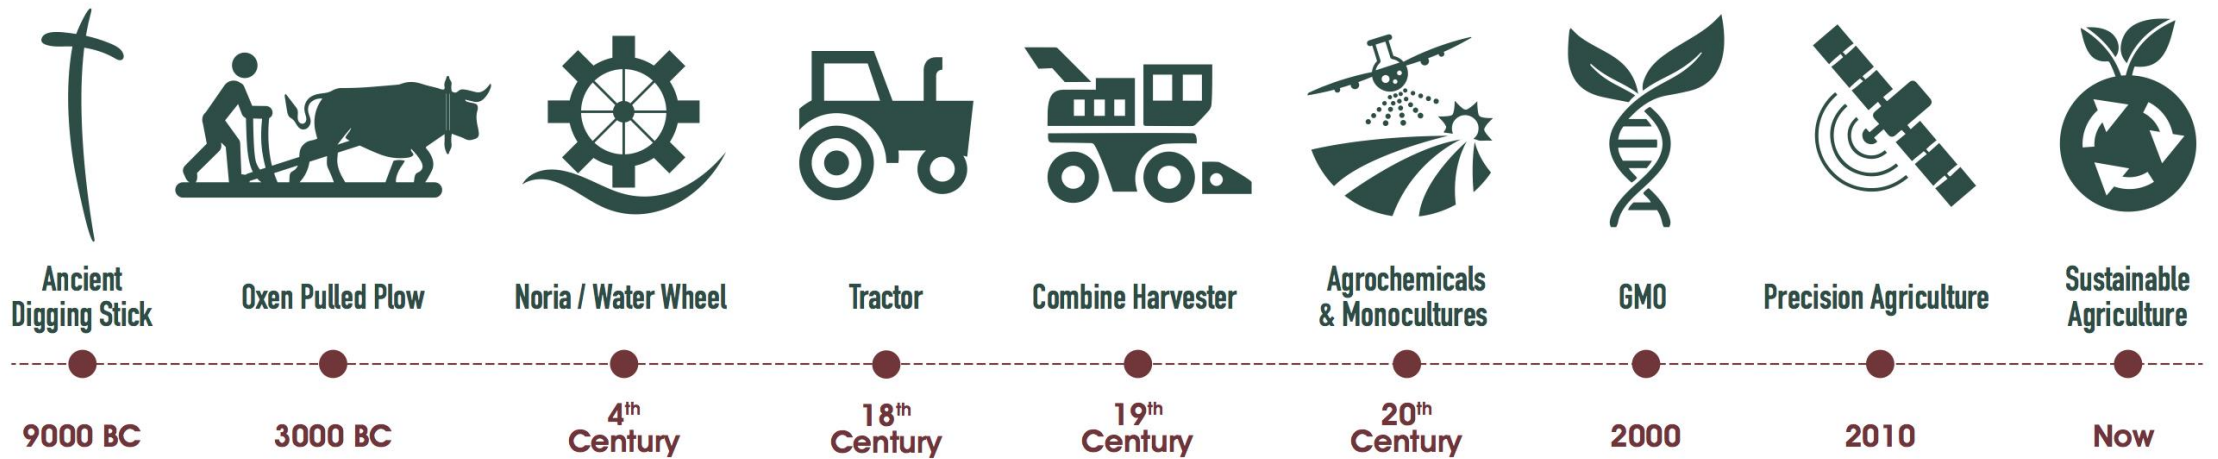 Ancient
Digging Stick
Oxen Pulled Plow
Noria / Water Wheel
Tractor
Combine Harvester
Agrochemicals
& Monocultures
GMO
Precision Agriculture
Sustainable
Agriculture
9000 BC
3000 BC
4th
Century
18th
Century
19th
Century
20th
Century
2000
2010
Now